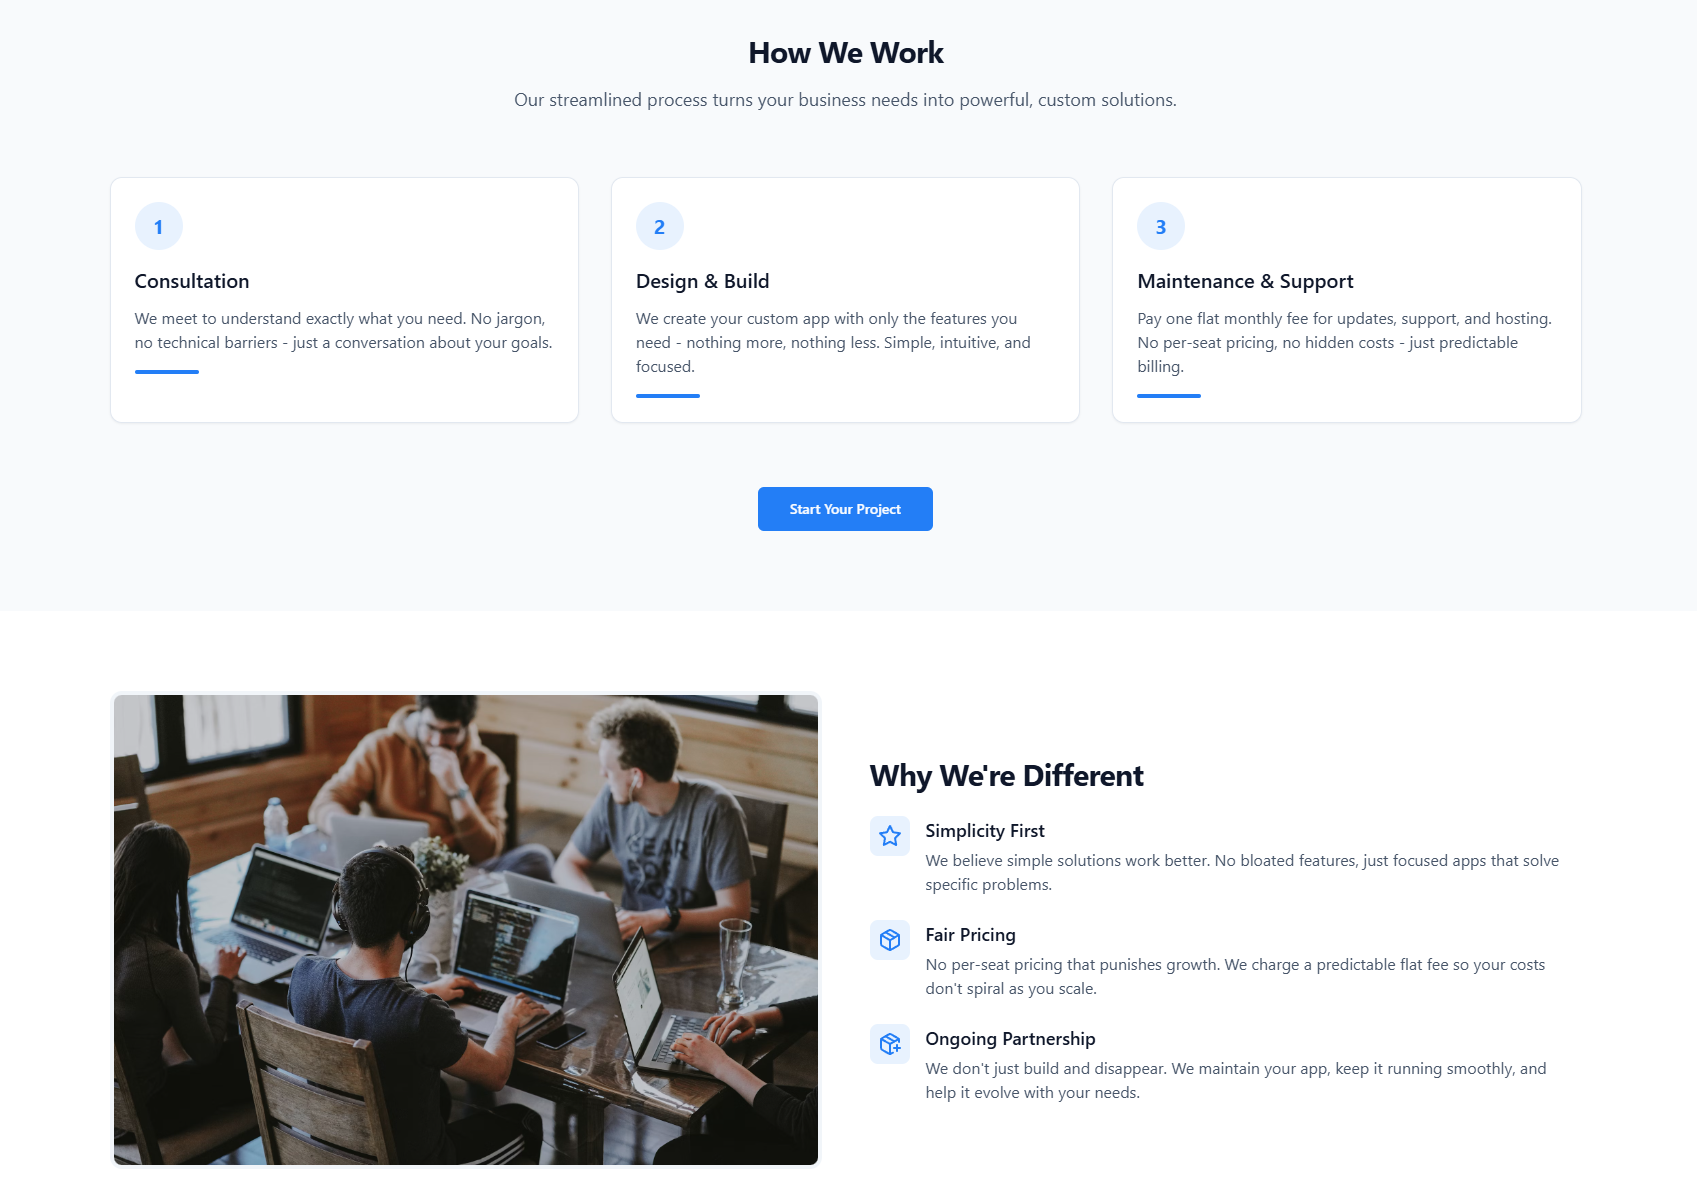 How We Work
Our streamlined process turns your business needs into powerful, custom solutions.
1
Consultation
We meet to understand exactly what you need. No jargon,
no technical barriers - just a conversation about your goals.
2
Design & Build
We create your custom app with only the features you
need - nothing more, nothing less. Simple, intuitive, and
focused.
3
Maintenance & Support
Pay one flat monthly fee for updates, support, and hosting.
No per-seat pricing, no hidden costs - just predictable
billing.
Start Your Project
Why We're Different
Simplicity First
We believe simple solutions work better. No bloated features, just focused apps that solve
specific problems.
Fair Pricing
No per-seat pricing that punishes growth. We charge a predictable flat fee so your costs
don't spiral as you scale.
Ongoing Partnership
We don't just build and disappear. We maintain your app, keep it running smoothly, and
help it evolve with your needs.